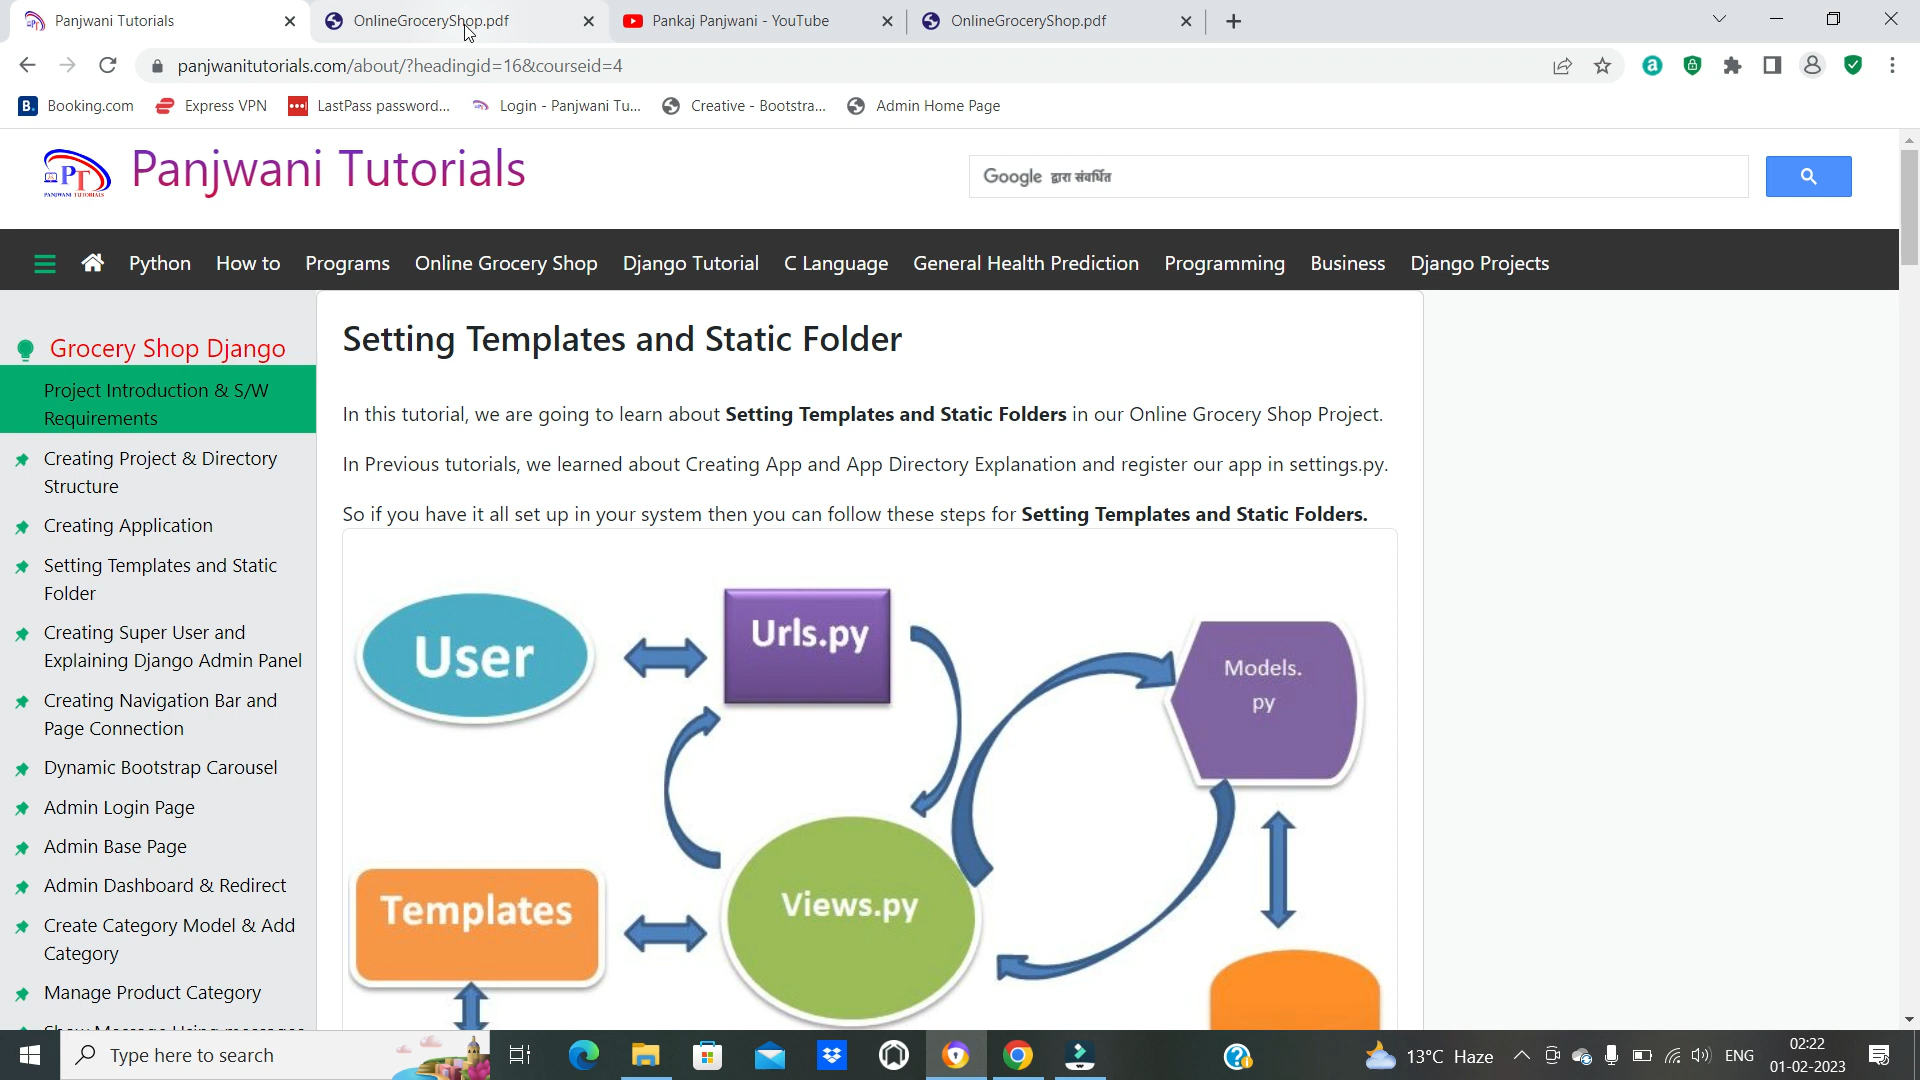 Panjwani Tutorials
OnlineGroceryShop.pdf
Pankaj Panjwani - YouTube
OnlineGroceryShop.pdf
panjwanitutorials.com/about/?headingid=16&courseid=4
B. Booking.com
Express VPN
LastPass password...
Login - Panjwani Tu...
Creative - Bootstra...
Admin Home Page
PT
PANJWANI TUTORIALS
Panjwani Tutorials
Google द्वारा संवर्धित
Python
How to
Programs
Online Grocery Shop
Django Tutorial
C Language
General Health Prediction
Programming
Business
Django Projects
Grocery Shop Django
Project Introduction & S/W
Requirements
Creating Project & Directory
Structure
Creating Application
Setting Templates and Static
Folder
Creating Super User and
Explaining Django Admin Panel
Creating Navigation Bar and
Page Connection
Dynamic Bootstrap Carousel
Admin Login Page
Admin Base Page
Admin Dashboard & Redirect
Create Category Model & Add
Category
Manage Product Category
Setting Templates and Static Folder
In this tutorial, we are going to learn about Setting Templates and Static Folders in our Online Grocery Shop Project.
In Previous tutorials, we learned about Creating App and App Directory Explanation and register our app in settings.py.
So if you have it all set up in your system then you can follow these steps for Setting Templates and Static Folders.
User
Urls.py
Models.
py
Templates
Views.py
Type here to search
13°C Haze
ENG
02:22
01-02-2023